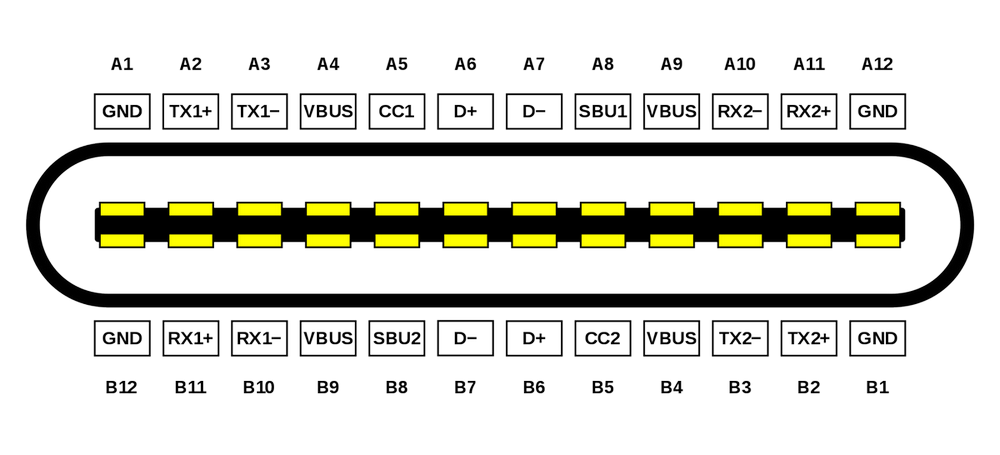 A1 A2 A3 A4 A5 A6 A7 A8 A9 A10 A11 A12
GND TX1+ TX1− VBUS CC1 D+ D− SBU1 VBUS RX2− RX2+ GND
GND RX1+ RX1− VBUS SBU2 D− D+ CC2 VBUS TX2− TX2+ GND
B12 B11 B10 B9 B8 B7 B6 B5 B4 B3 B2 B1